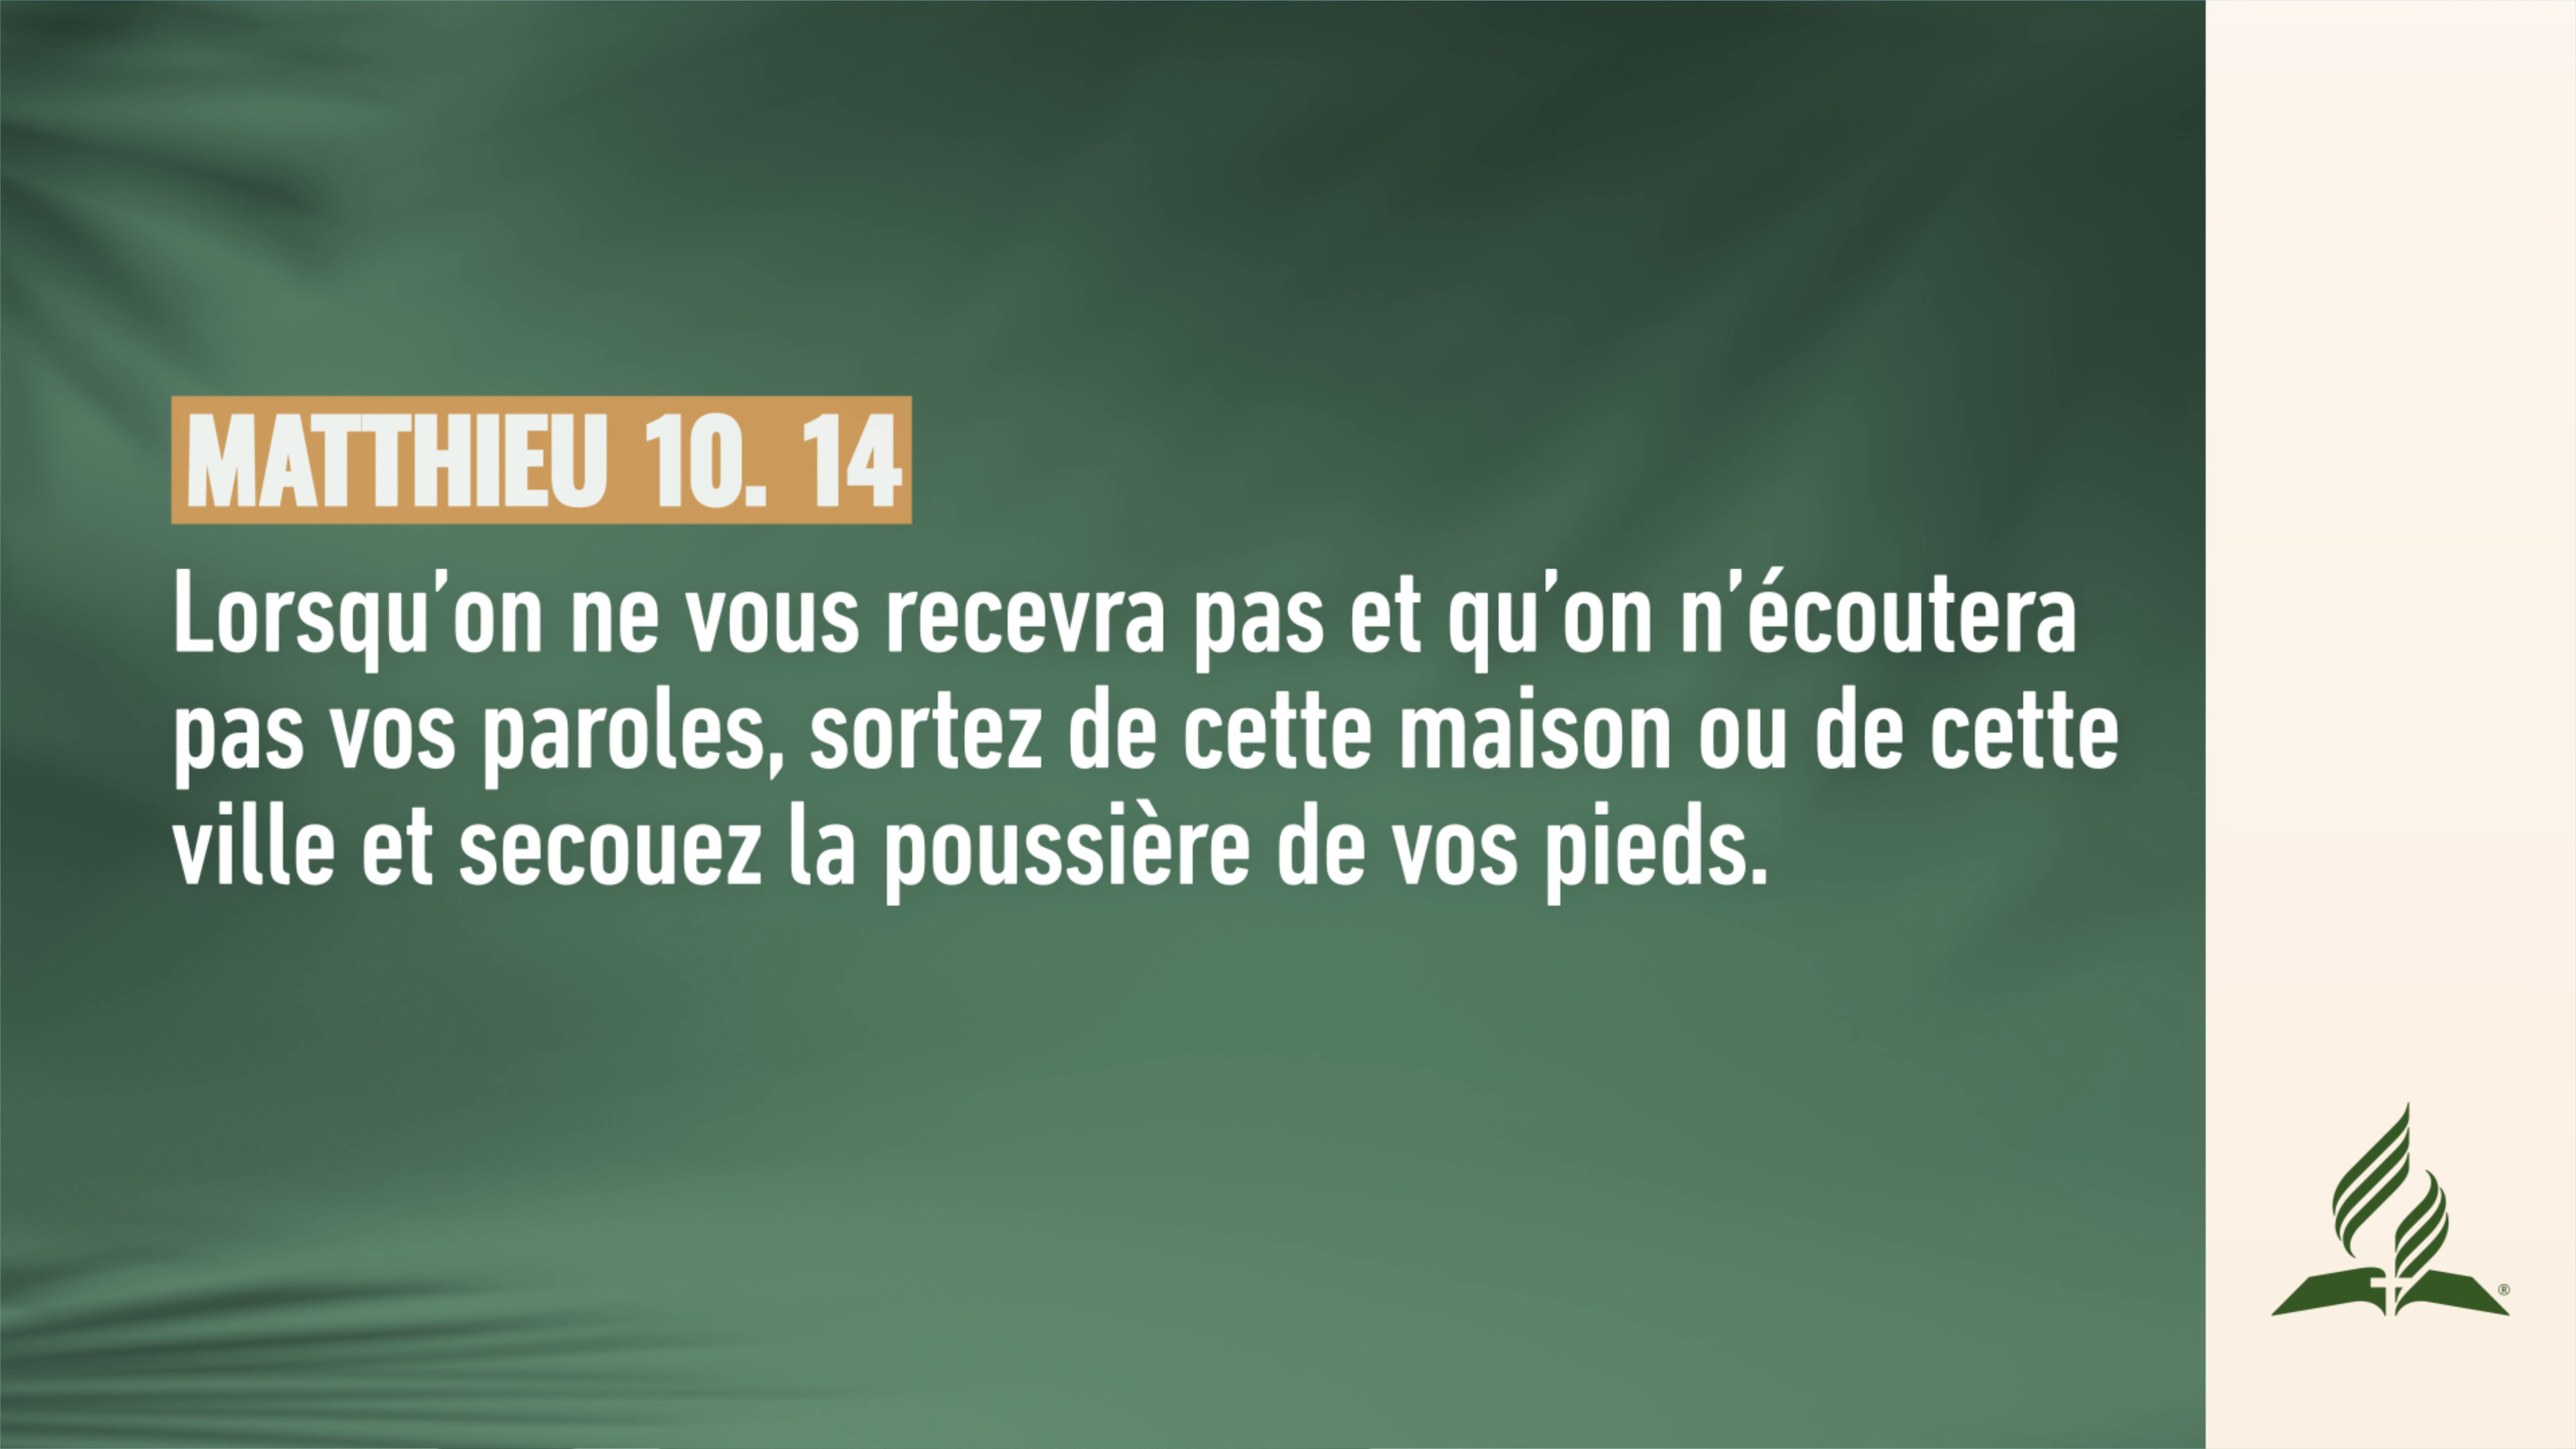 MATTHIEU 10. 14
Lorsqu’on ne vous recevra pas et qu’on n’écoutera
pas vos paroles, sortez de cette maison ou de cette
ville et secouez la poussière de vos pieds.
®